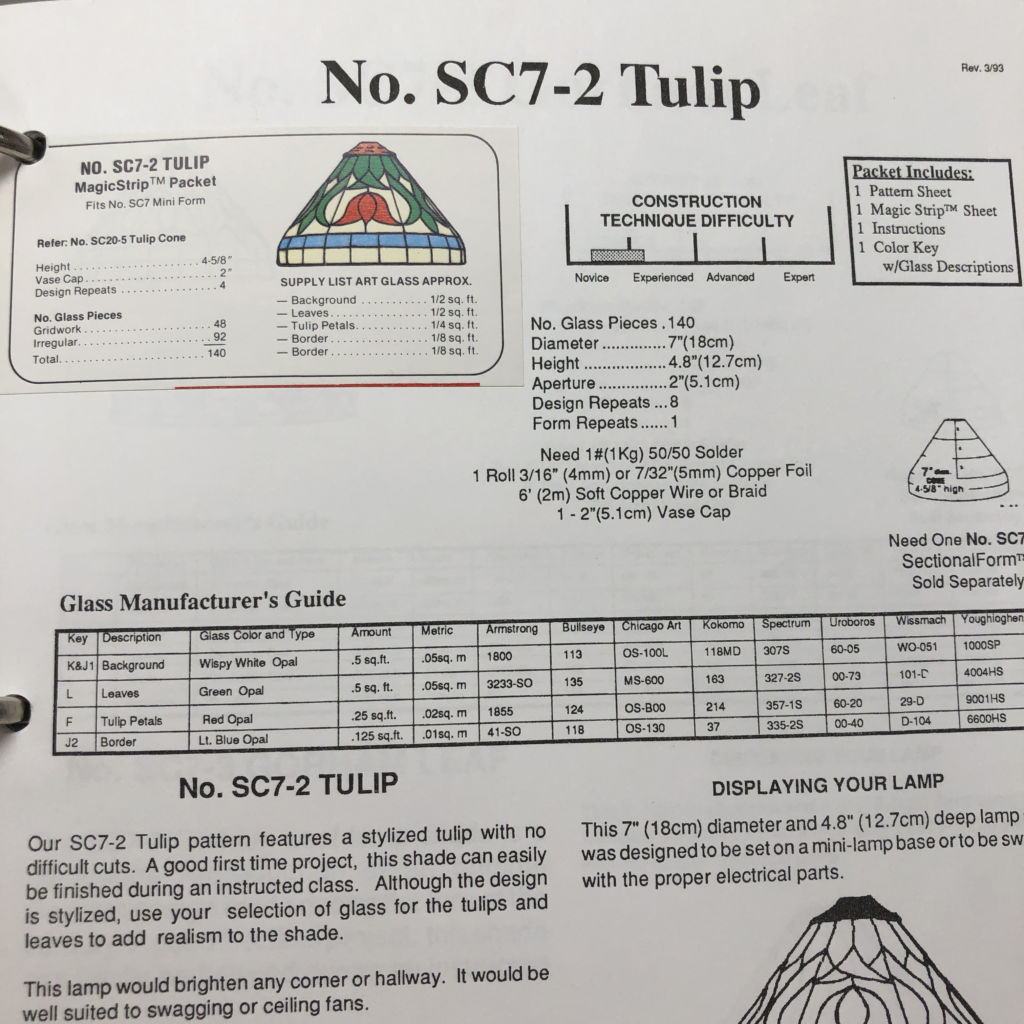 No. SC7-2 Tulip
Rev. 3/93
NO. SC7-2 TULIP
MagicStrip™ Packet
Fits No. SC7 Mini Form
Refer: No. SC20-5 Tulip Cone
Height . . . . . . . . . . . . . . . . . . 4-5/8"
Vase Cap . . . . . . . . . . . . . . . . . . . 2"
Design Repeats . . . . . . . . . . . . . . 4
No. Glass Pieces
Gridwork . . . . . . . . . . . . . . . . . . 48
Irregular . . . . . . . . . . . . . . . . . . 92
Total . . . . . . . . . . . . . . . . . . . . 140
SUPPLY LIST ART GLASS APPROX.
— Background . . . . . . . . . . . 1/2 sq. ft.
— Leaves . . . . . . . . . . . . . . . 1/2 sq. ft.
— Tulip Petals . . . . . . . . . . . 1/4 sq. ft.
— Border . . . . . . . . . . . . . . . 1/8 sq. ft.
— Border . . . . . . . . . . . . . . . 1/8 sq. ft.
CONSTRUCTION
TECHNIQUE DIFFICULTY
Novice Experienced Advanced Expert
Packet Includes:
1 Pattern Sheet
1 Magic Strip™ Sheet
1 Instructions
1 Color Key
w/Glass Descriptions
No. Glass Pieces .140
Diameter ..............7"(18cm)
Height ..................4.8"(12.7cm)
Aperture ...............2"(5.1cm)
Design Repeats ...8
Form Repeats ......1
Need 1#(1Kg) 50/50 Solder
1 Roll 3/16" (4mm) or 7/32"(5mm) Copper Foil
6' (2m) Soft Copper Wire or Braid
1 - 2"(5.1cm) Vase Cap
7" diam.
CONE
4-5/8" high
Need One No. SC7
SectionalForm
Sold Separately
Glass Manufacturer's Guide
Key Description Glass Color and Type Amount Metric Armstrong Bullseye Chicago Art Kokomo Spectrum Uroboros Wissmach Youghioghen
K&J1 Background Wispy White Opal .5 sq.ft. .05sq. m 1800 113 OS-100L 118MD 307S 60-05 WO-051 1000SP
L Leaves Green Opal .5 sq. ft. .05sq. m 3233-SO 135 MS-600 163 327-2S 00-73 101-D 4004HS
F Tulip Petals Red Opal .25 sq.ft. .02sq. m 1855 124 OS-B00 214 357-1S 60-20 29-D 9001HS
J2 Border Lt. Blue Opal .125 sq.ft. .01sq. m 41-SO 118 OS-130 37 335-2S 00-40 D-104 6600HS
No. SC7-2 TULIP
Our SC7-2 Tulip pattern features a stylized tulip with no
difficult cuts. A good first time project, this shade can easily
be finished during an instructed class. Although the design
is stylized, use your selection of glass for the tulips and
leaves to add realism to the shade.
This lamp would brighten any corner or hallway. It would be
well suited to swagging or ceiling fans.
DISPLAYING YOUR LAMP
This 7" (18cm) diameter and 4.8" (12.7cm) deep lamp
was designed to be set on a mini-lamp base or to be sw
with the proper electrical parts.